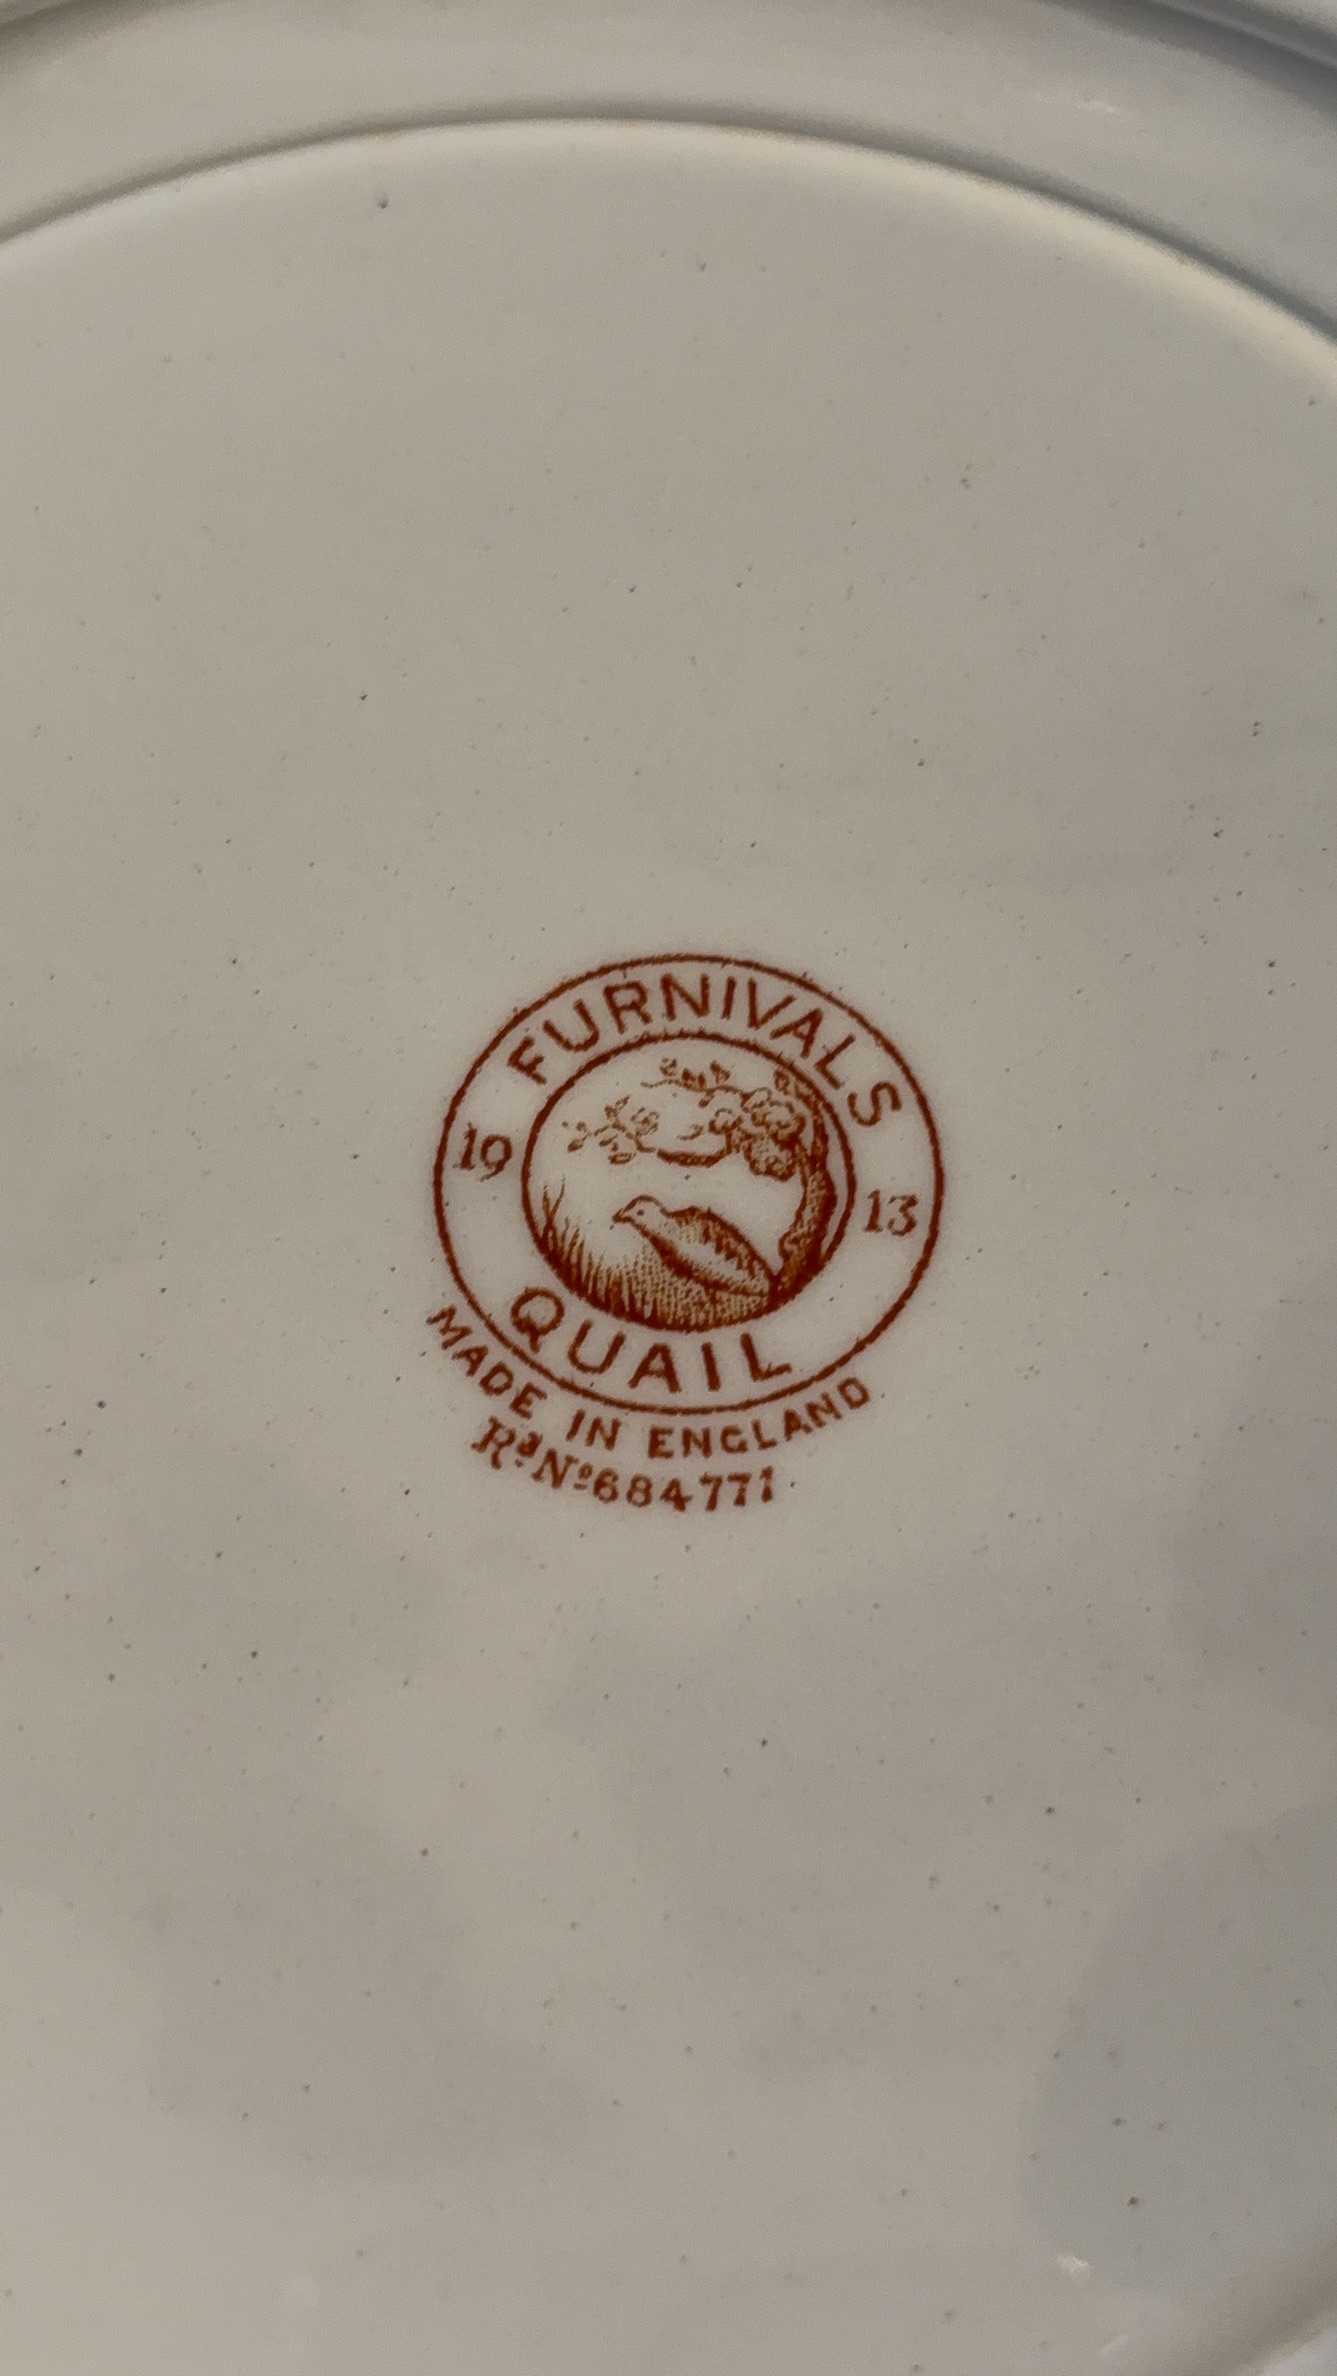 FURNIVALS
19 13
QUAIL
MADE IN ENGLAND
Rᵈ Nº 684771